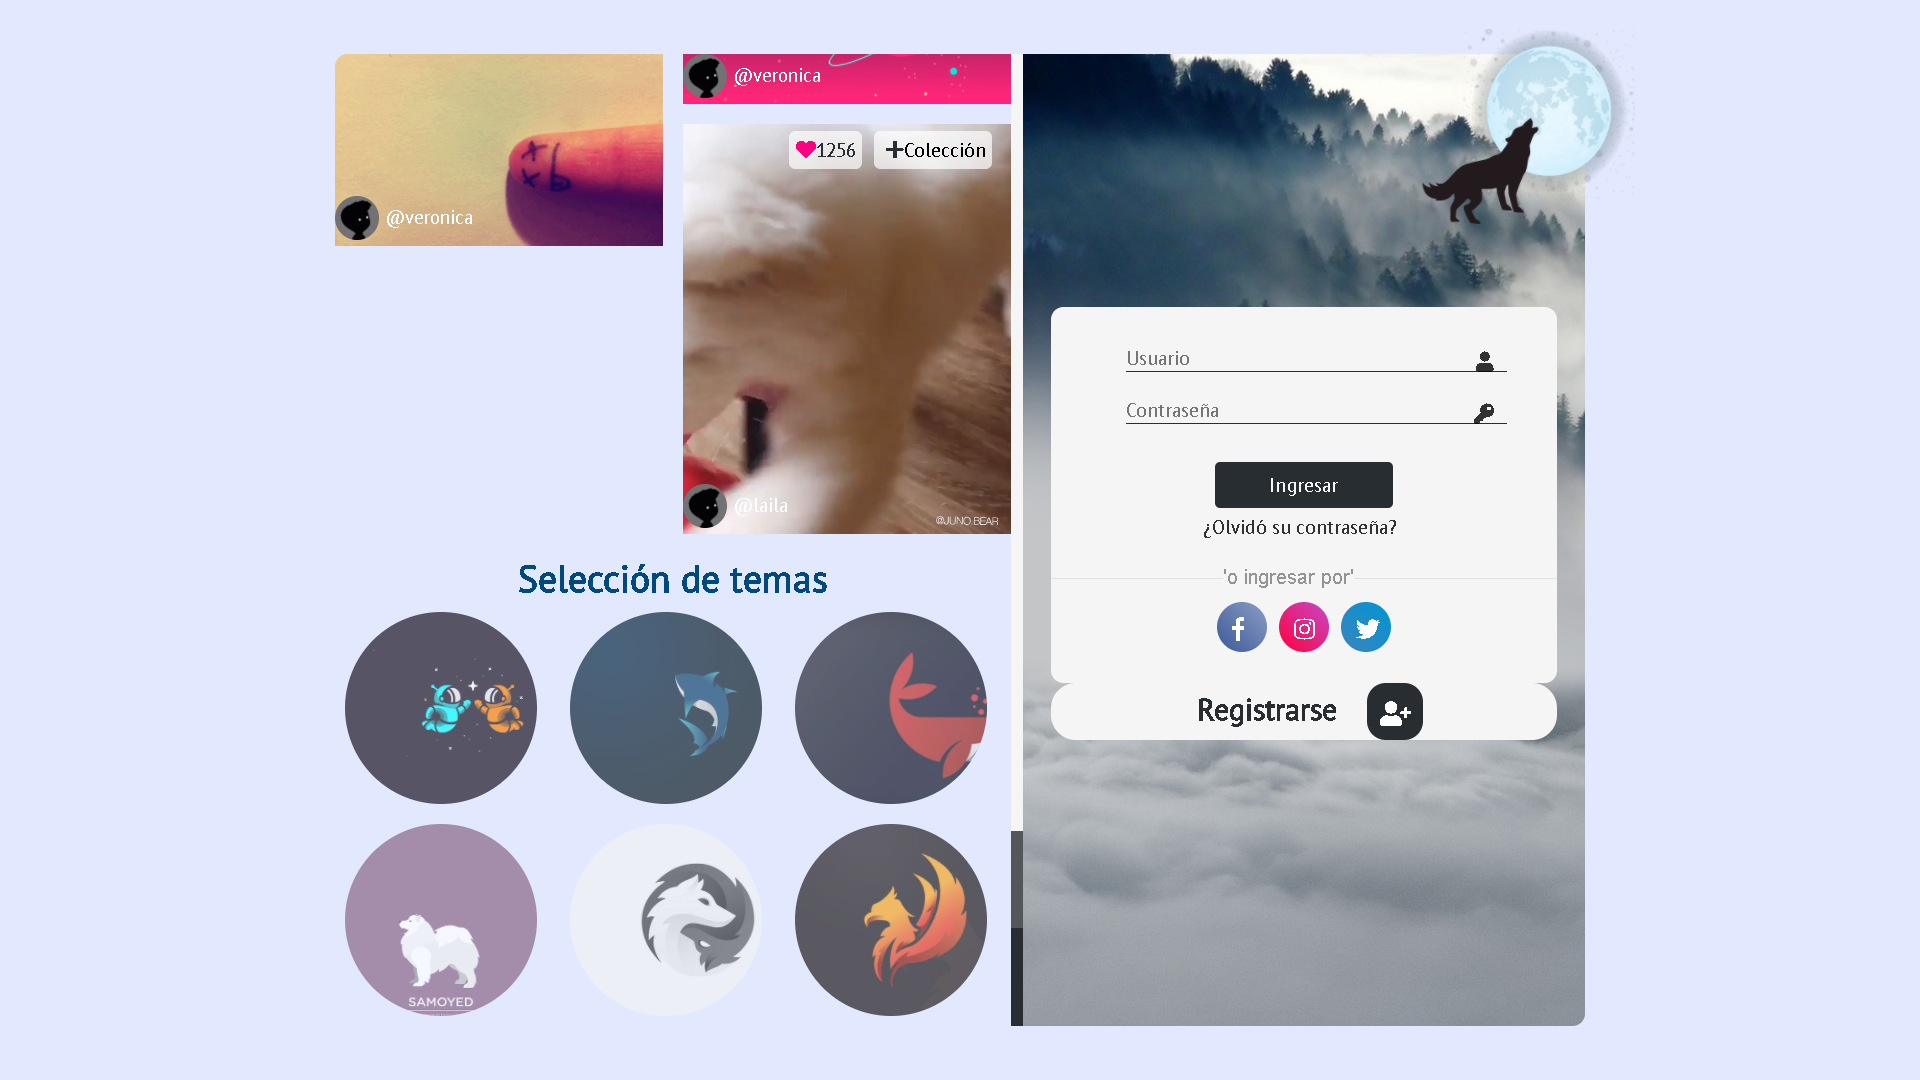 @veronica
@veronica
1256
Colección
@laila
@JUNO.BEAR
Selección de temas
SAMOYED
Usuario
Contraseña
Ingresar
¿Olvidó su contraseña?
'o ingresar por'
Registrarse